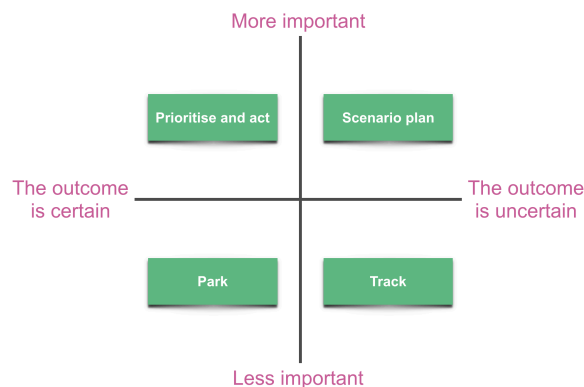 More important
Prioritise and act
Scenario plan
The outcome
is certain
The outcome
is uncertain
Park
Track
Less important